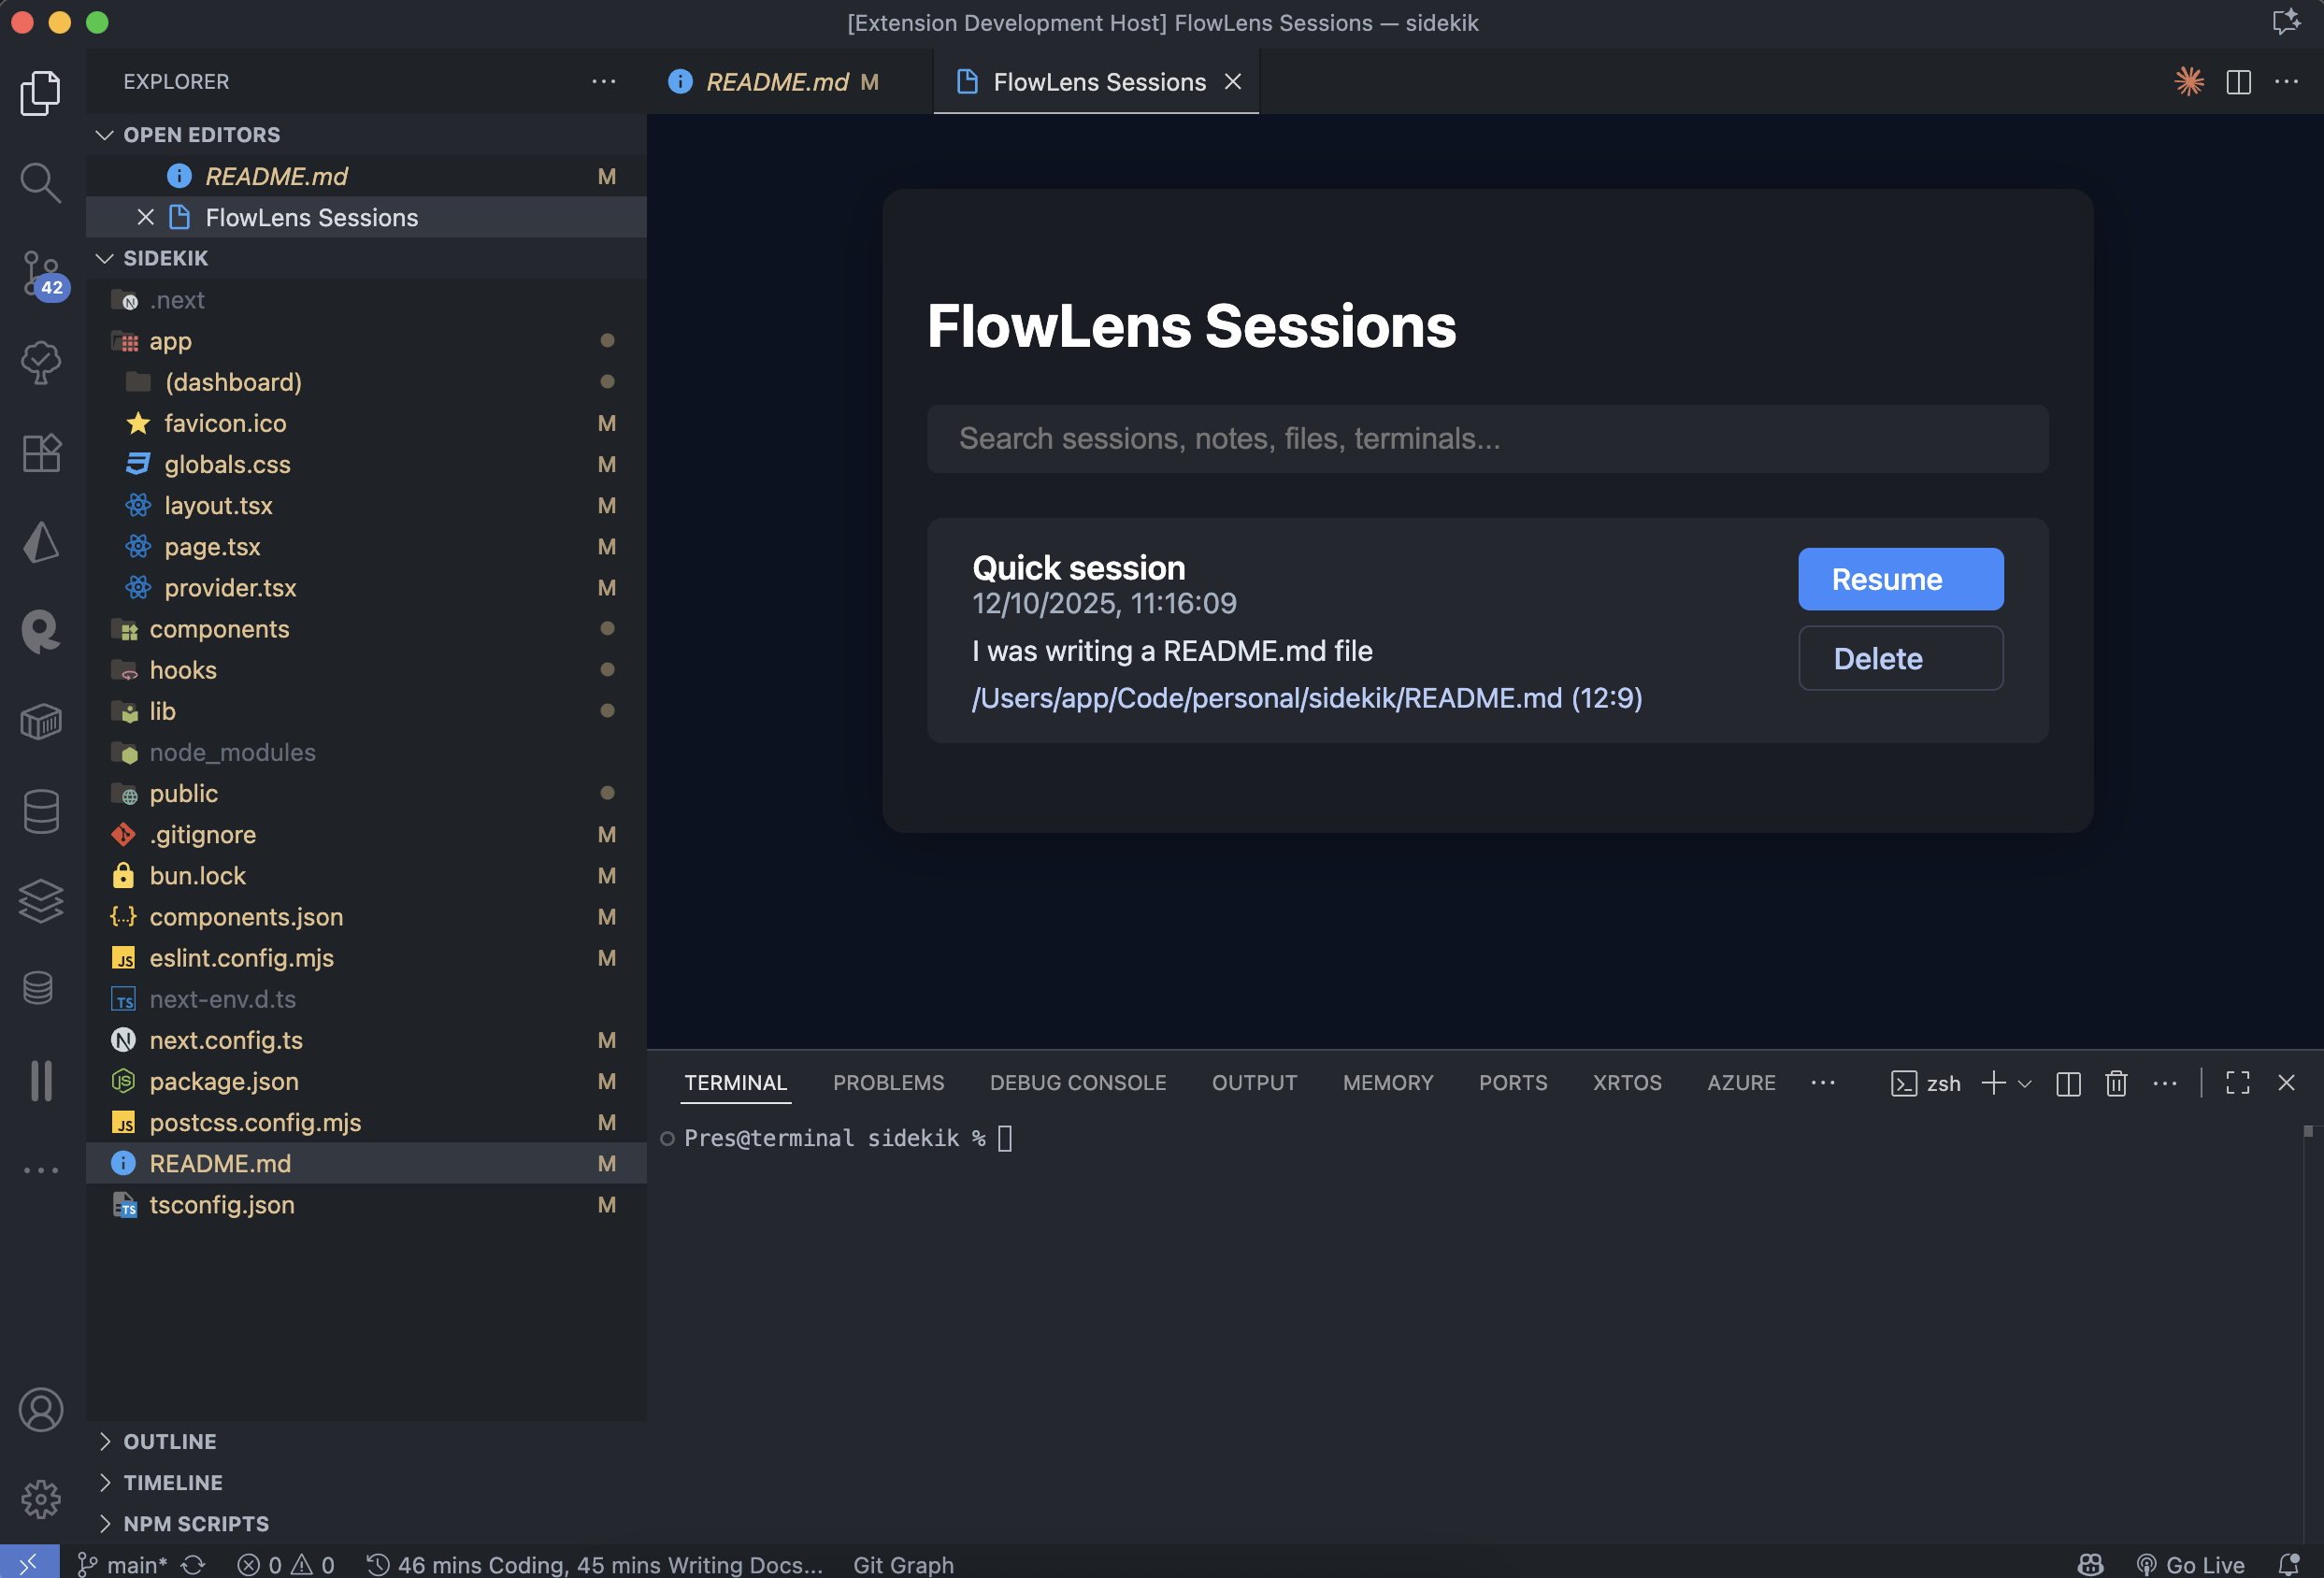 [Extension Development Host] FlowLens Sessions — sidekik
EXPLORER
OPEN EDITORS
README.md M
FlowLens Sessions
SIDEKIK
.next
app
(dashboard)
favicon.ico M
globals.css M
layout.tsx M
page.tsx M
provider.tsx M
components
hooks
lib
node_modules
public
.gitignore M
bun.lock M
components.json M
eslint.config.mjs M
next-env.d.ts
next.config.ts M
package.json M
postcss.config.mjs M
README.md M
tsconfig.json M
OUTLINE
TIMELINE
NPM SCRIPTS
42
README.md M
FlowLens Sessions
FlowLens Sessions
Search sessions, notes, files, terminals...
Quick session
12/10/2025, 11:16:09
I was writing a README.md file
/Users/app/Code/personal/sidekik/README.md (12:9)
Resume
Delete
TERMINAL PROBLEMS DEBUG CONSOLE OUTPUT MEMORY PORTS XRTOS AZURE ... zsh
Pres@terminal sidekik %
main* 0 0 46 mins Coding, 45 mins Writing Docs... Git Graph Go Live